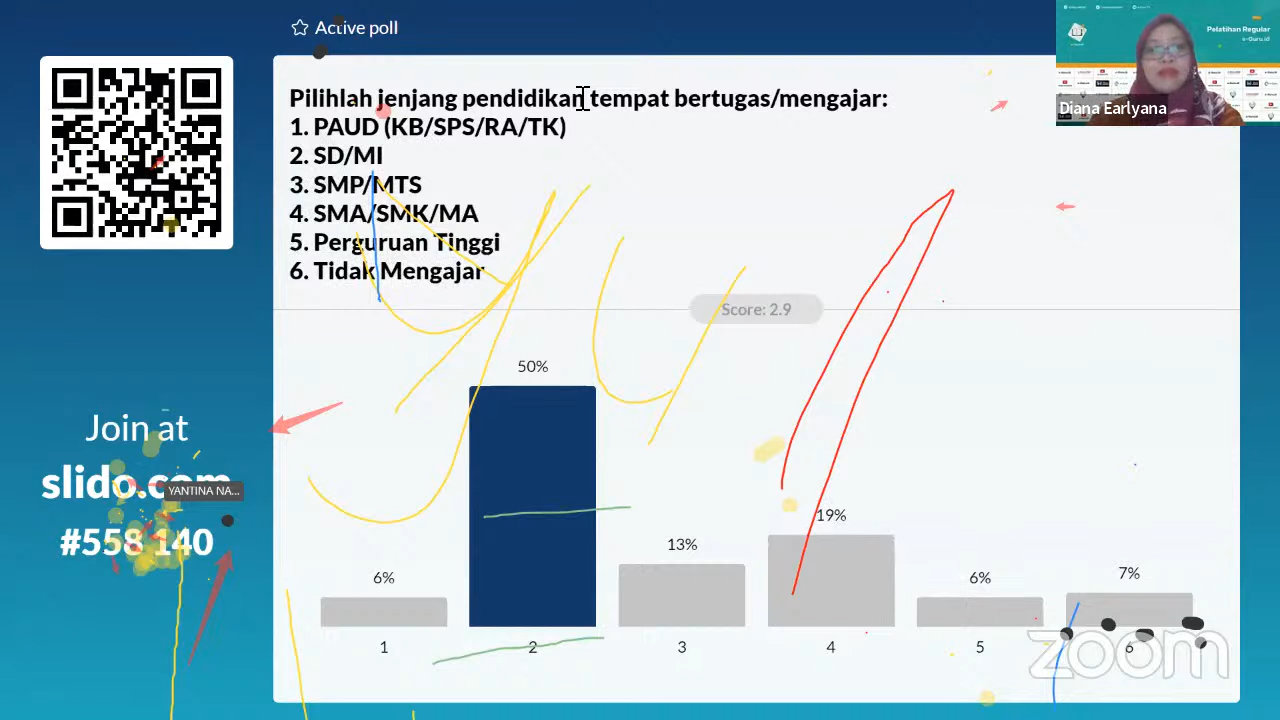 Active poll
Pilihlah jenjang pendidikan tempat bertugas/mengajar:
1. PAUD (KB/SPS/RA/TK)
2. SD/MI
3. SMP/MTS
4. SMA/SMK/MA
5. Perguruan Tinggi
6. Tidak Mengajar
Score: 2.9
50%
19%
13%
6%
6%
7%
1 2 3 4 5 6
Join at
slido.com
#558 140
YANTINA NA...
Pelatihan Regular
e-Guru.id
Diana Earlyana
zoom